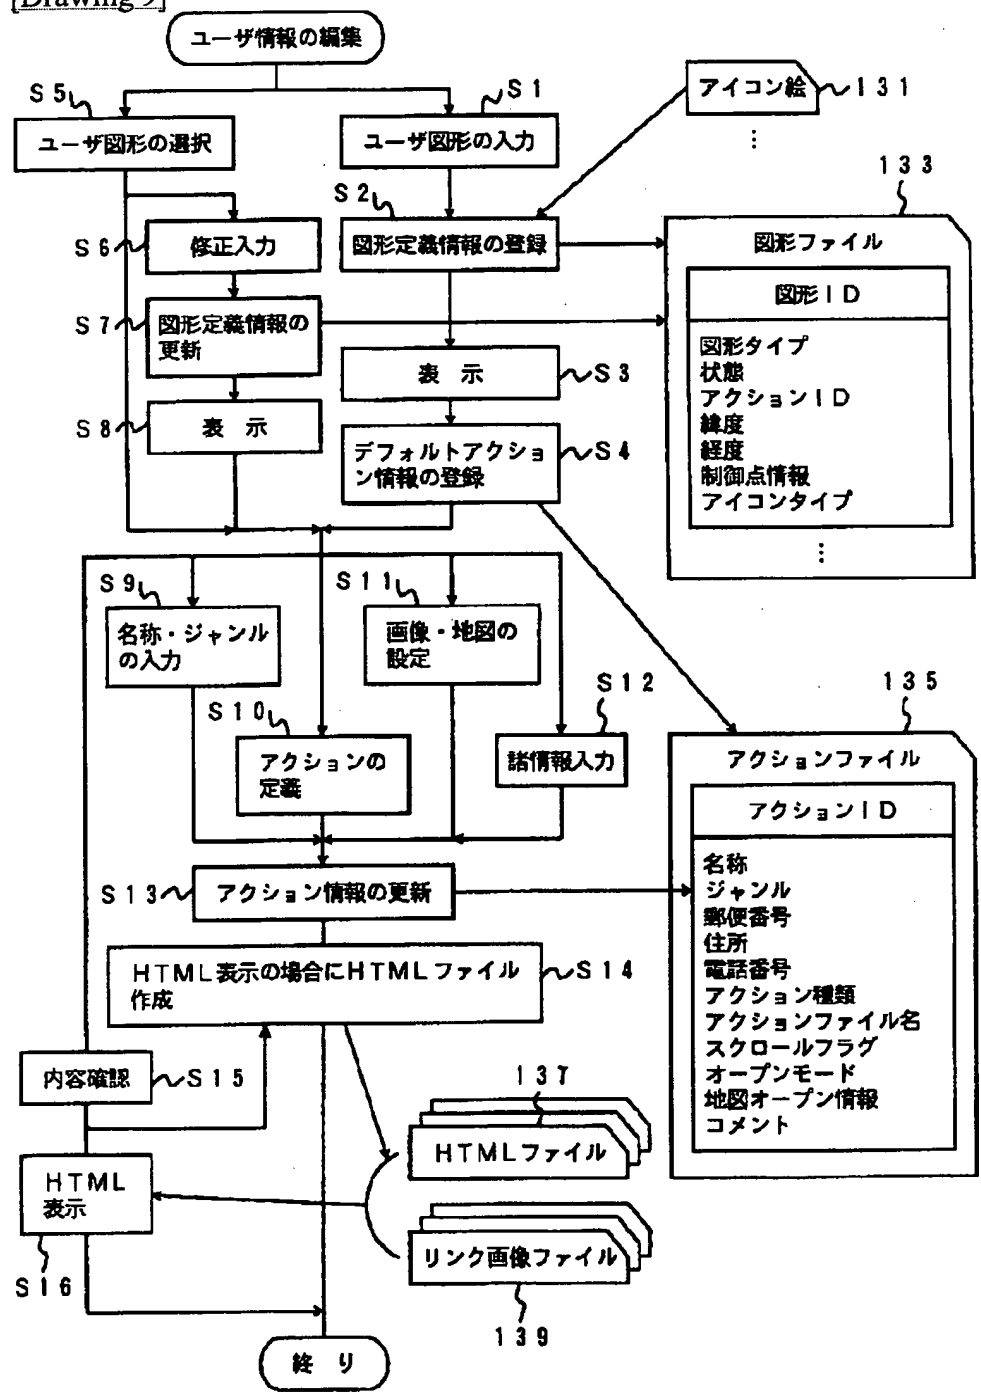 [Drawing 9]
ユーザ情報の編集
S5
S1
アイコン絵
131
ユーザ図形の選択
ユーザ図形の入力
133
S2
S6
修正入力
図形定義情報の登録
図形ファイル
図形ID
S7
図形定義情報の
更新
図形タイプ
状態
アクションID
緯度
経度
制御点情報
アイコンタイプ
表 示
S3
S8
表 示
デフォルトアクショ
ン情報の登録
S4
S9
S11
名称・ジャンル
の入力
画像・地図の
設定
S12
135
S10
アクションの
定義
諸情報入力
アクションファイル
アクションID
名称
ジャンル
郵便番号
住所
電話番号
アクション種類
アクションファイル名
スクロールフラグ
オープンモード
地図オープン情報
コメント
S13
アクション情報の更新
HTML表示の場合にHTMLファイル
作成
S14
内容確認
S15
137
HTMLファイル
HTML
表示
リンク画像ファイル
S16
139
終 り